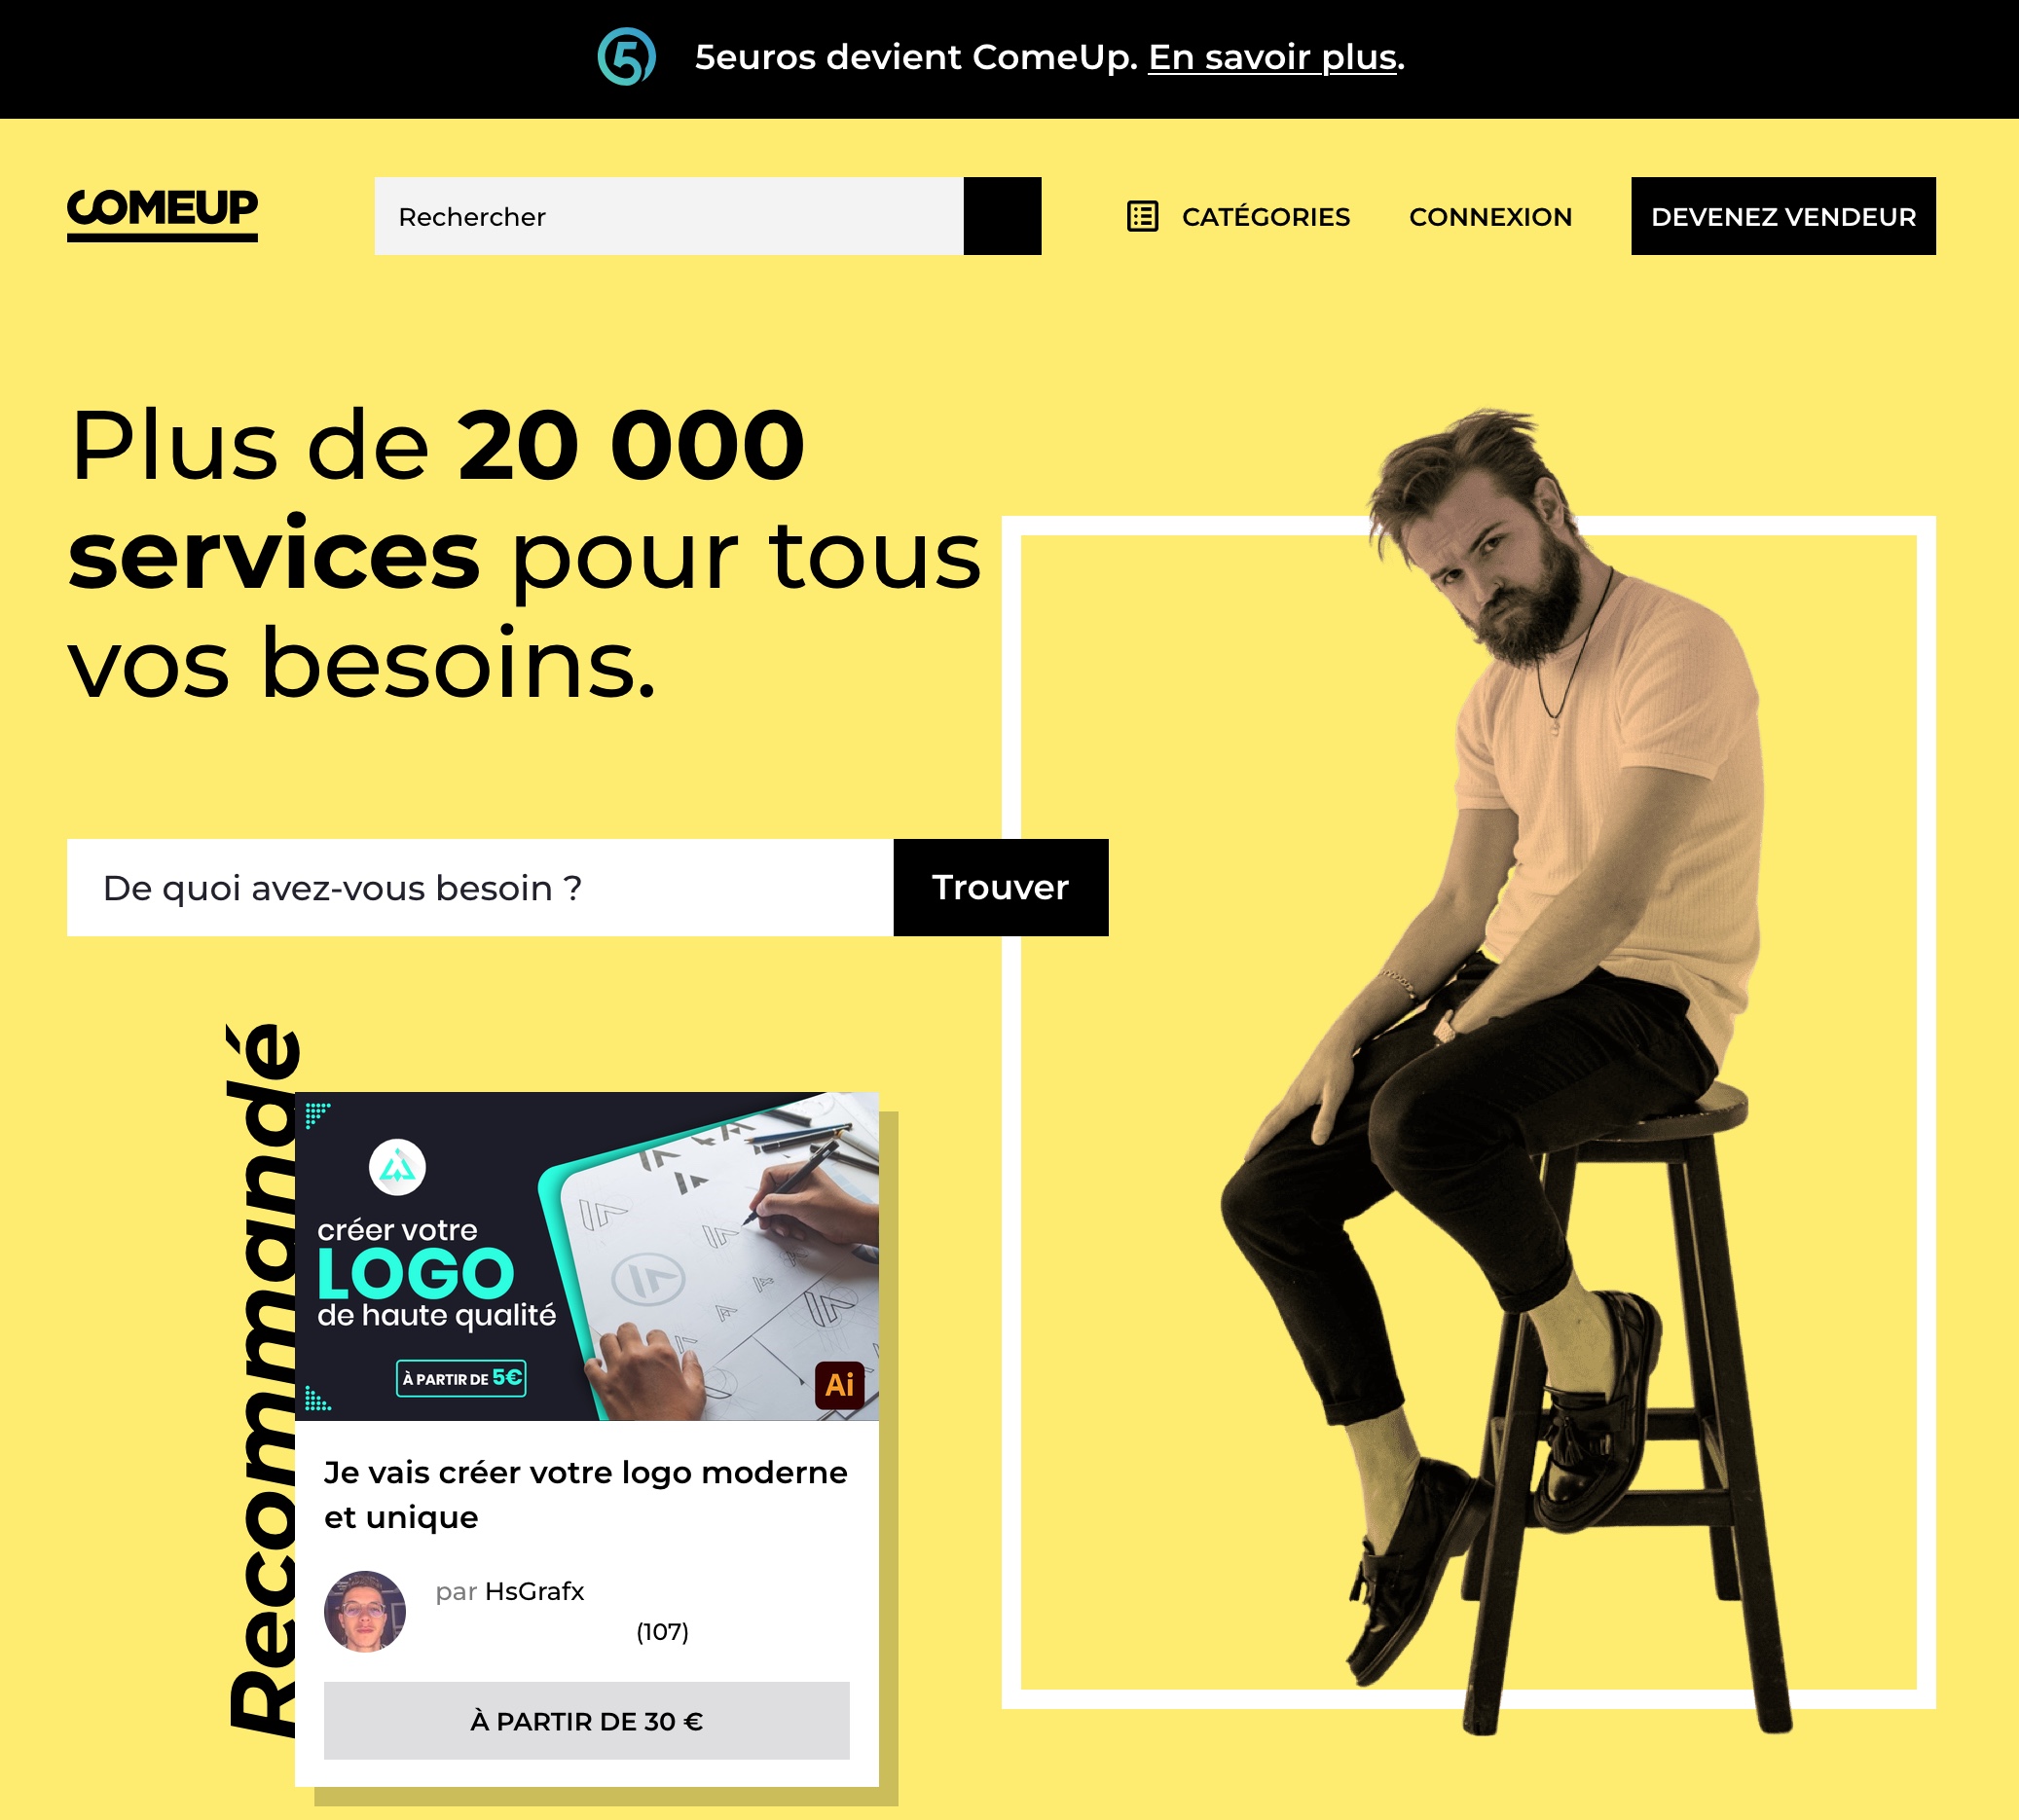 5euros devient ComeUp. En savoir plus.
COMEUP
Rechercher
CATÉGORIES
CONNEXION
DEVENEZ VENDEUR
Plus de 20 000
services pour tous
vos besoins.
De quoi avez-vous besoin ?
Trouver
Recommandé
créer votre
LOGO
de haute qualité
À PARTIR DE 5€
Ai
Je vais créer votre logo moderne
et unique
par HsGrafx
(107)
À PARTIR DE 30 €